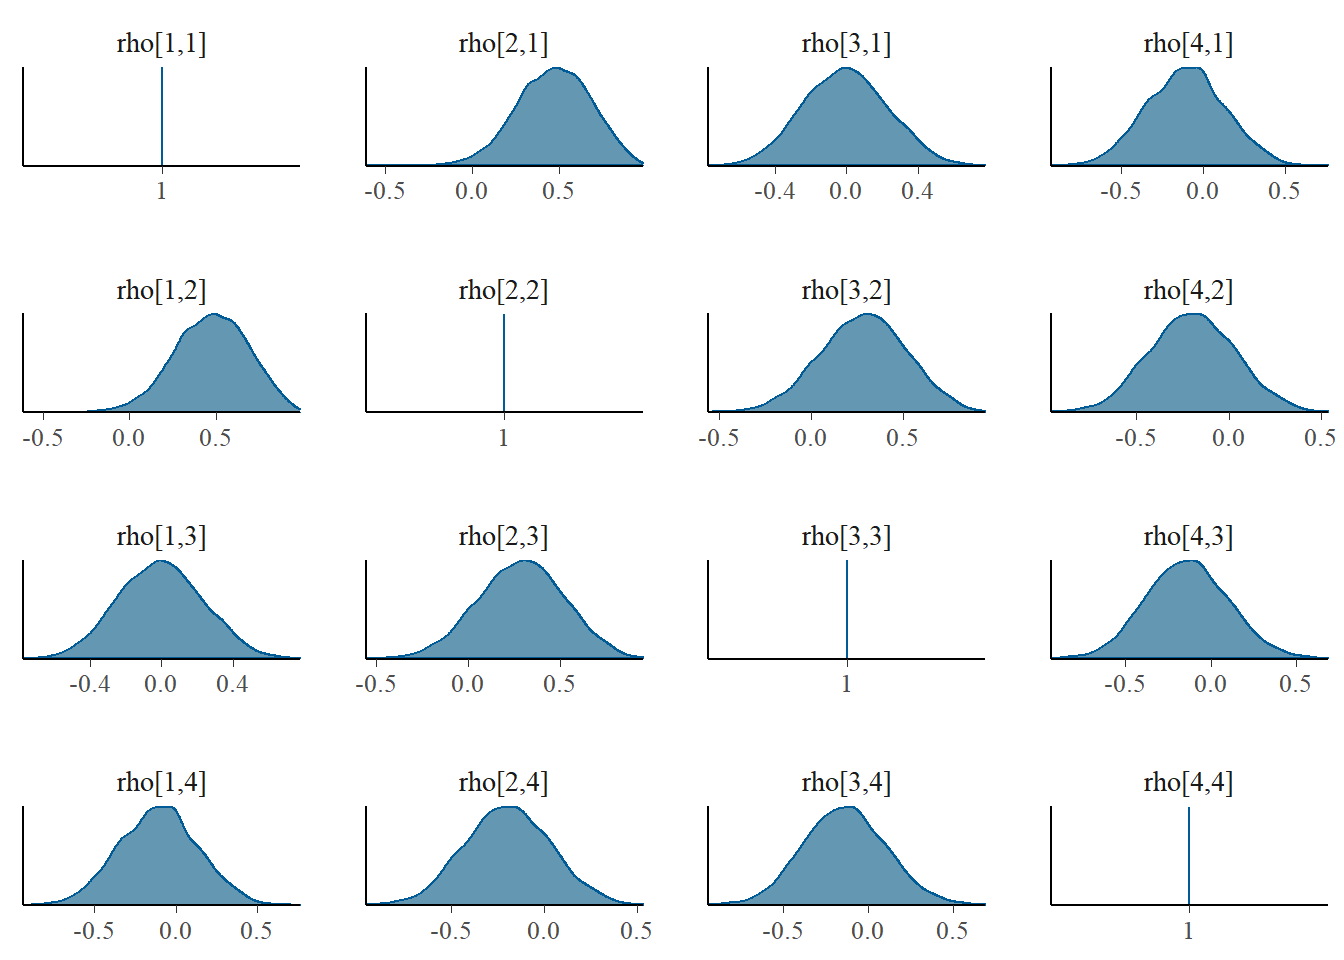 rho[1,1] rho[2,1] rho[3,1] rho[4,1]
1 -0.5 0.0 0.5 -0.4 0.0 0.4 -0.5 0.0 0.5
rho[1,2] rho[2,2] rho[3,2] rho[4,2]
-0.5 0.0 0.5 1 -0.5 0.0 0.5 -0.5 0.0 0.5
rho[1,3] rho[2,3] rho[3,3] rho[4,3]
-0.4 0.0 0.4 -0.5 0.0 0.5 1 -0.5 0.0 0.5
rho[1,4] rho[2,4] rho[3,4] rho[4,4]
-0.5 0.0 0.5 -0.5 0.0 0.5 -0.5 0.0 0.5 1